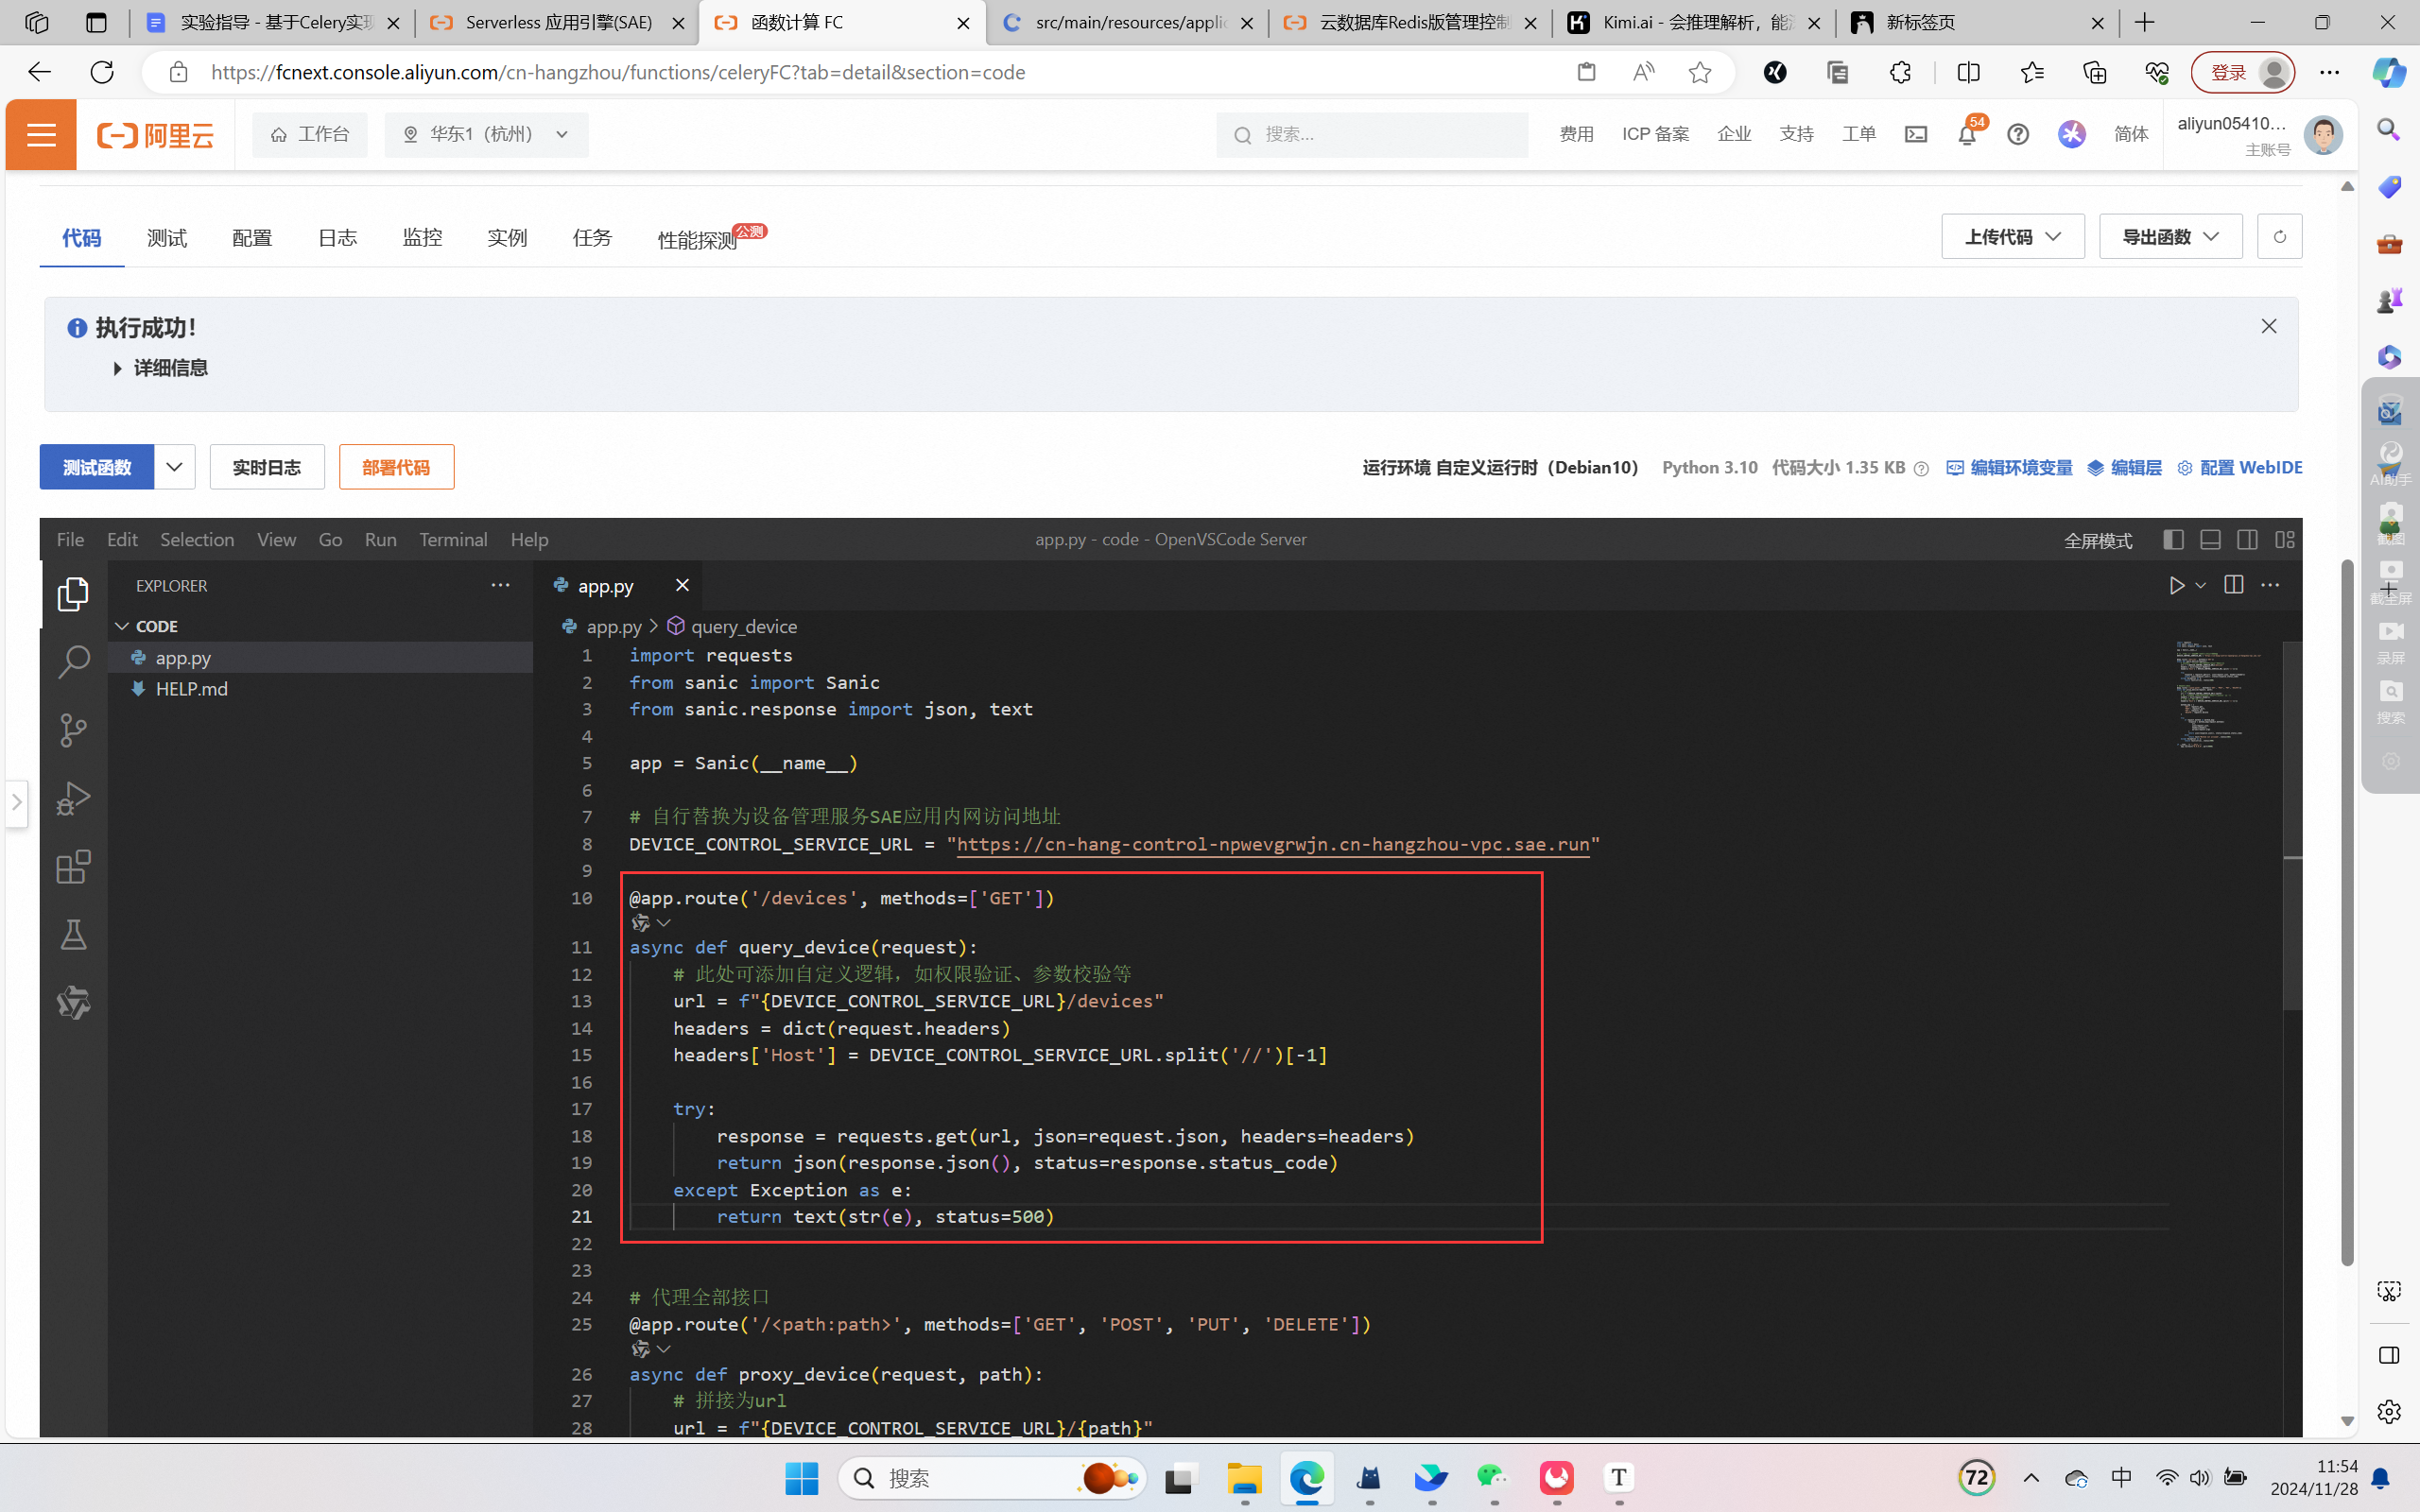 实验指导 - 基于Celery实现
Serverless 应用引擎(SAE)
函数计算 FC
src/main/resources/applic
云数据库Redis版管理控制
Kimi.ai - 会推理解析，能深
新标签页
https://fcnext.console.aliyun.com/cn-hangzhou/functions/celeryFC?tab=detail&section=code
登录
阿里云
工作台
华东1（杭州）
搜索...
费用
ICP 备案
企业
支持
工单
54
简体
aliyun05410...
主账号
代码
测试
配置
日志
监控
实例
任务
性能探测
公测
上传代码
导出函数
执行成功！
详细信息
测试函数
实时日志
部署代码
运行环境 自定义运行时（Debian10）
Python 3.10
代码大小 1.35 KB
编辑环境变量
编辑层
配置 WebIDE
File Edit Selection View Go Run Terminal Help
app.py - code - OpenVSCode Server
全屏模式
EXPLORER
CODE
app.py
HELP.md
app.py
app.py > query_device
1 import requests
2 from sanic import Sanic
3 from sanic.response import json, text
4
5 app = Sanic(__name__)
6
7 # 自行替换为设备管理服务SAE应用内网访问地址
8 DEVICE_CONTROL_SERVICE_URL = "https://cn-hang-control-npwevgrwjn.cn-hangzhou-vpc.sae.run"
9
10 @app.route('/devices', methods=['GET'])
11 async def query_device(request):
12     # 此处可添加自定义逻辑，如权限验证、参数校验等
13     url = f"{DEVICE_CONTROL_SERVICE_URL}/devices"
14     headers = dict(request.headers)
15     headers['Host'] = DEVICE_CONTROL_SERVICE_URL.split('//')[-1]
16
17     try:
18         response = requests.get(url, json=request.json, headers=headers)
19         return json(response.json(), status=response.status_code)
20     except Exception as e:
21         return text(str(e), status=500)
22
23
24 # 代理全部接口
25 @app.route('/<path:path>', methods=['GET', 'POST', 'PUT', 'DELETE'])
26 async def proxy_device(request, path):
27     # 拼接为url
28     url = f"{DEVICE_CONTROL_SERVICE_URL}/{path}"
AI助手
截图
截全屏
录屏
搜索
搜索
T
72
中
11:54
2024/11/28